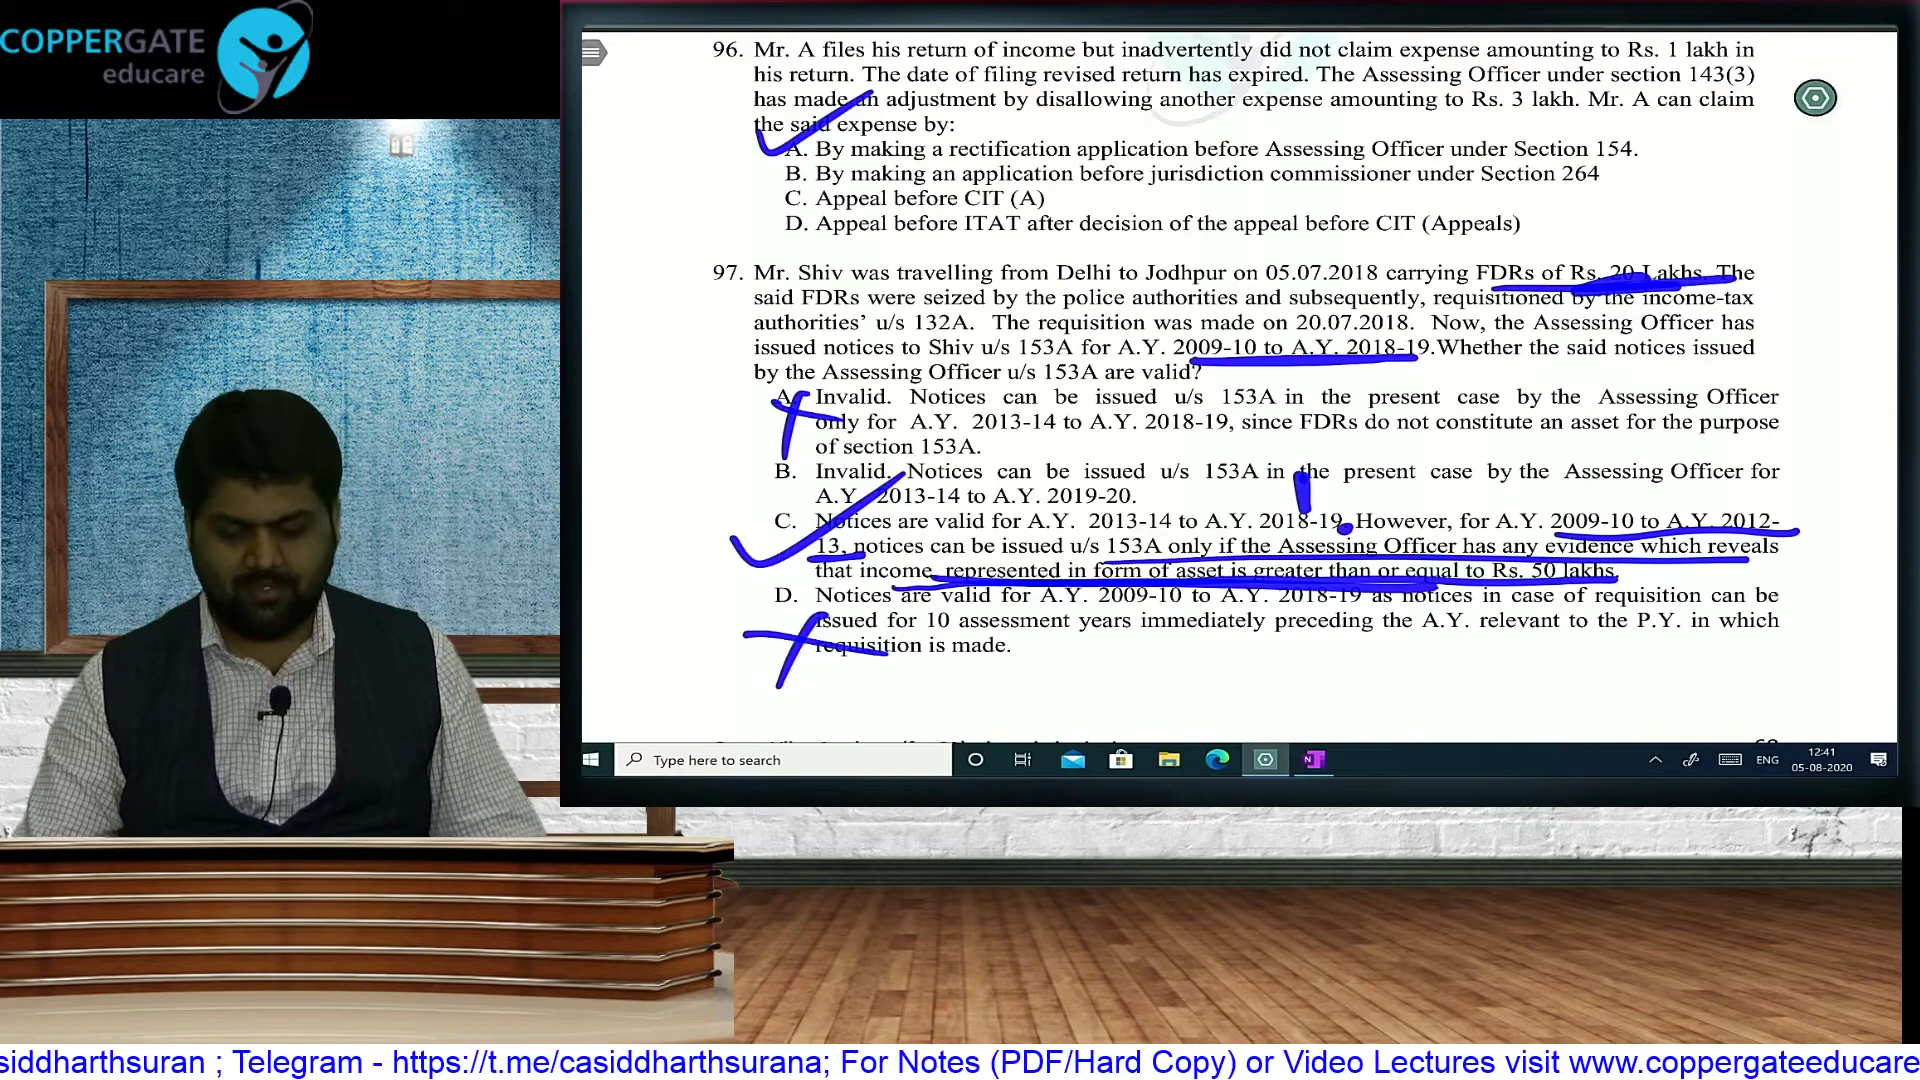 COPPERGATE
educare
96. Mr. A files his return of income but inadvertently did not claim expense amounting to Rs. 1 lakh in
his return. The date of filing revised return has expired. The Assessing Officer under section 143(3)
has made an adjustment by disallowing another expense amounting to Rs. 3 lakh. Mr. A can claim
the said expense by:
A. By making a rectification application before Assessing Officer under Section 154.
B. By making an application before jurisdiction commissioner under Section 264
C. Appeal before CIT (A)
D. Appeal before ITAT after decision of the appeal before CIT (Appeals)
97. Mr. Shiv was travelling from Delhi to Jodhpur on 05.07.2018 carrying FDRs of Rs. 20 Lakhs. The
said FDRs were seized by the police authorities and subsequently, requisitioned by the income-tax
authorities' u/s 132A. The requisition was made on 20.07.2018. Now, the Assessing Officer has
issued notices to Shiv u/s 153A for A.Y. 2009-10 to A.Y. 2018-19.Whether the said notices issued
by the Assessing Officer u/s 153A are valid?
A. Invalid. Notices can be issued u/s 153A in the present case by the Assessing Officer
only for A.Y. 2013-14 to A.Y. 2018-19, since FDRs do not constitute an asset for the purpose
of section 153A.
B. Invalid. Notices can be issued u/s 153A in the present case by the Assessing Officer for
A.Y. 2013-14 to A.Y. 2019-20.
C. Notices are valid for A.Y. 2013-14 to A.Y. 2018-19. However, for A.Y. 2009-10 to A.Y. 2012-
13, notices can be issued u/s 153A only if the Assessing Officer has any evidence which reveals
that income, represented in form of asset is greater than or equal to Rs. 50 lakhs.
D. Notices are valid for A.Y. 2009-10 to A.Y. 2018-19 as notices in case of requisition can be
issued for 10 assessment years immediately preceding the A.Y. relevant to the P.Y. in which
requisition is made.
Type here to search
ENG
12:41
05-08-2020
siddharthsuran ; Telegram - https://t.me/casiddharthsurana; For Notes (PDF/Hard Copy) or Video Lectures visit www.coppergateeducare